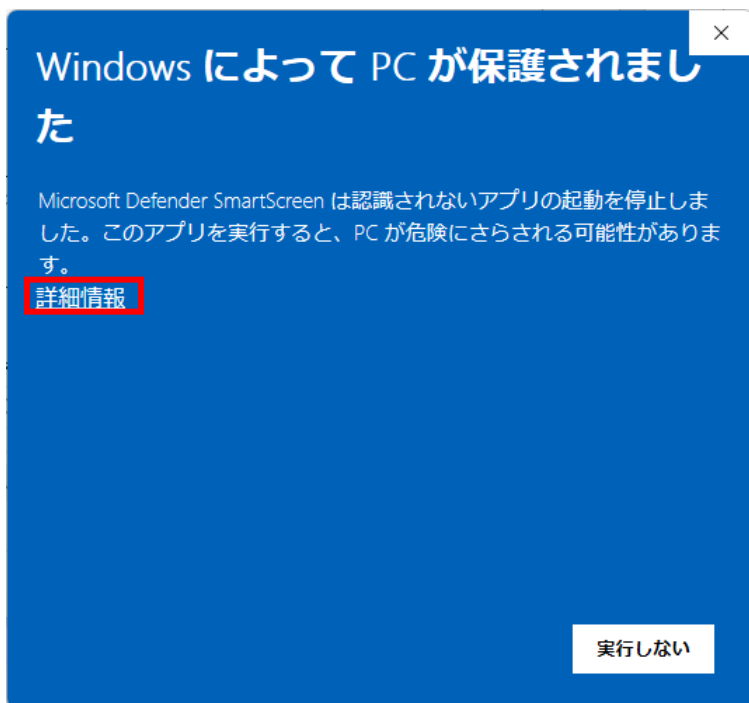 Windows によって PC が保護されまし
た
Microsoft Defender SmartScreen は認識されないアプリの起動を停止しま
した。このアプリを実行すると、PC が危険にさらされる可能性がありま
す。
詳細情報
実行しない